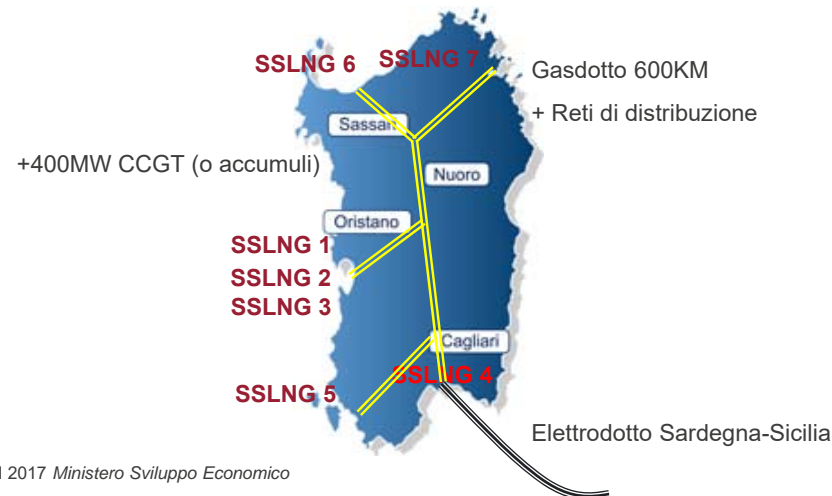 SSLNG 6
SSLNG 7
Gasdotto 600KM
Sassari
+ Reti di distribuzione
+400MW CCGT (o accumuli)
Nuoro
Oristano
SSLNG 1
SSLNG 2
SSLNG 3
Cagliari
SSLNG 4
SSLNG 5
Elettrodotto Sardegna-Sicilia
2017 Ministero Sviluppo Economico